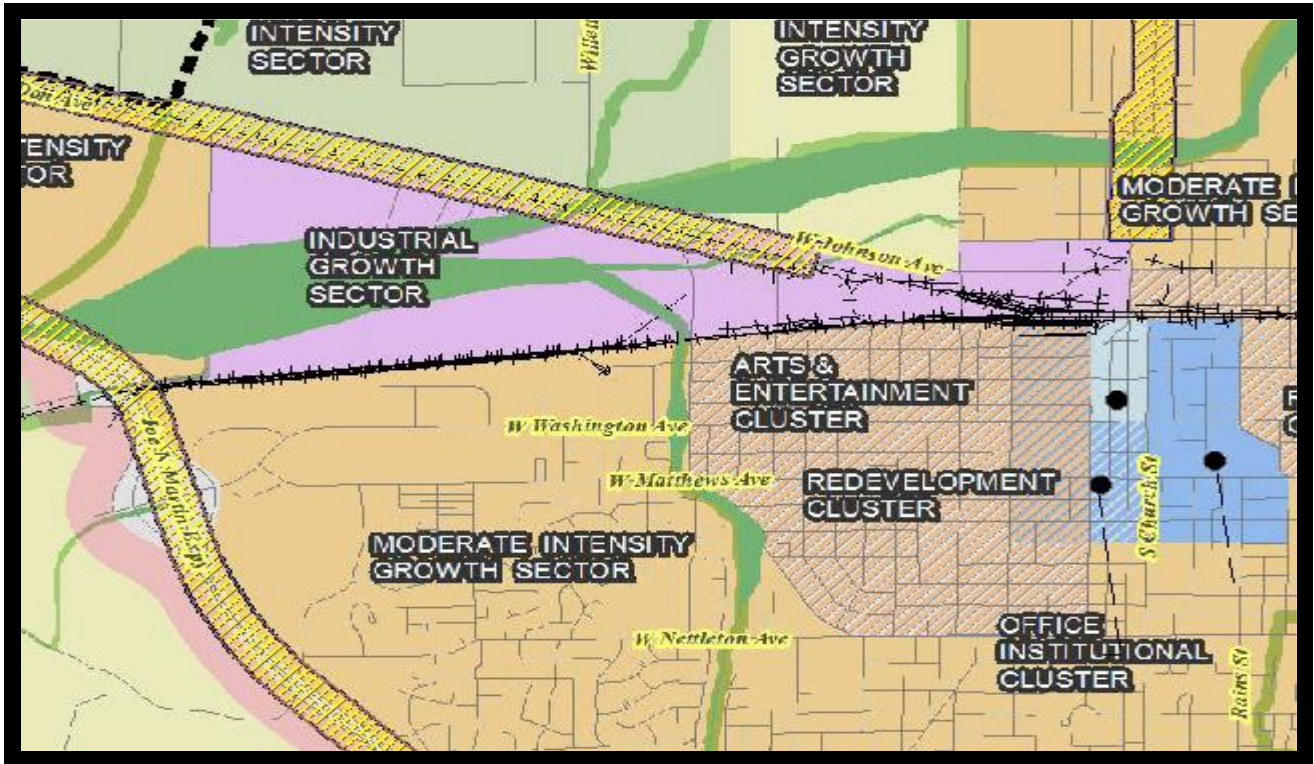 INTENSITY
SECTOR
INTENSITY
GROWTH
SECTOR
TENSITY
TOR
MODERATE I
GROWTH SE
INDUSTRIAL
GROWTH
SECTOR
W Johnson Ave
ARTS &
ENTERTAINMENT
CLUSTER
W Washington Ave
W Matthews Ave
REDEVELOPMENT
CLUSTER
S Church St
MODERATE INTENSITY
GROWTH SECTOR
W Nettleton Ave
OFFICE
INSTITUTIONAL
CLUSTER
Rains St